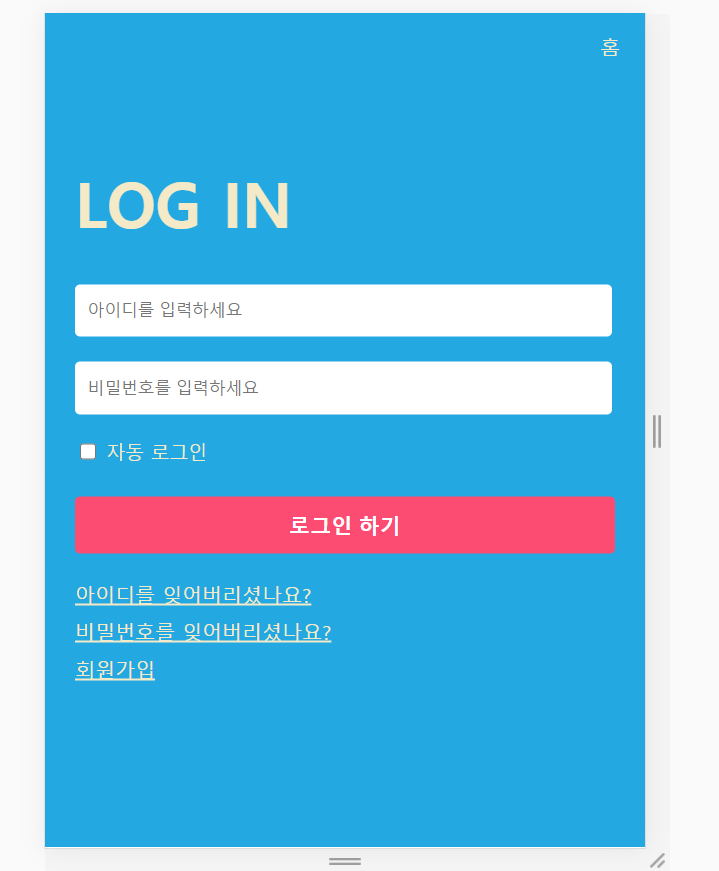 홈
LOG IN
아이디를 입력하세요
비밀번호를 입력하세요
자동 로그인
로그인 하기
아이디를 잊어버리셨나요?
비밀번호를 잊어버리셨나요?
회원가입